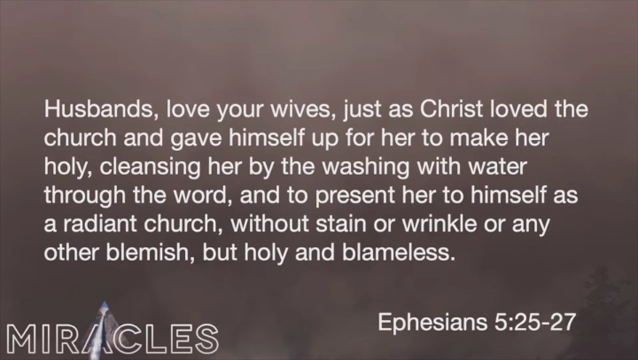 Husbands, love your wives, just as Christ loved the
church and gave himself up for her to make her
holy, cleansing her by the washing with water
through the word, and to present her to himself as
a radiant church, without stain or wrinkle or any
other blemish, but holy and blameless.
Ephesians 5:25-27
MIRACLES